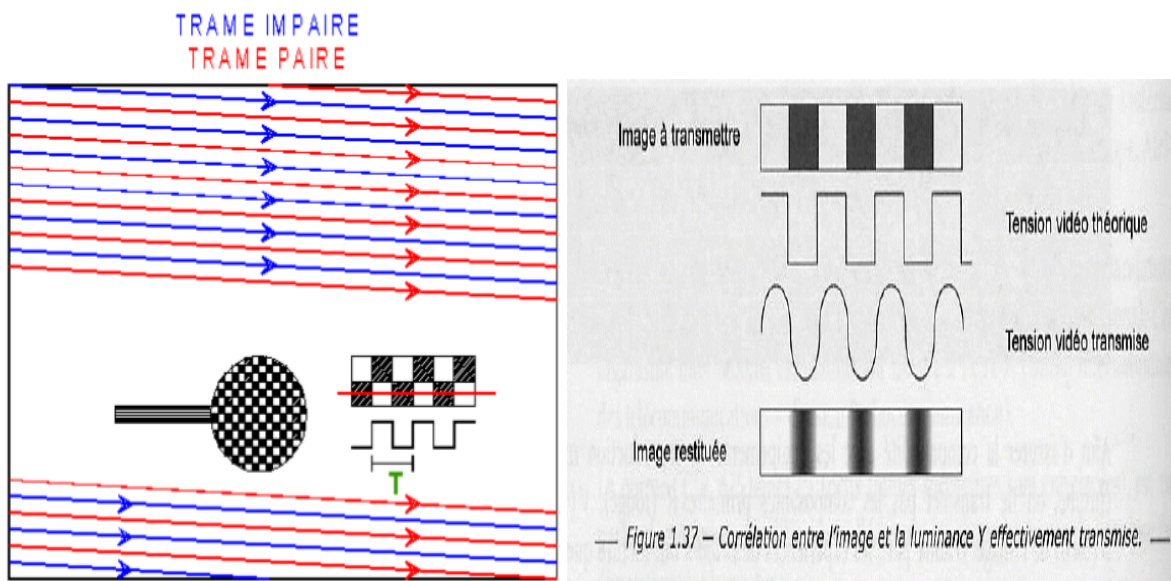 TRAME IMPAIRE
TRAME PAIRE
T
Image à transmettre
Tension vidéo théorique
Tension vidéo transmise
Image restituée
— Figure 1.37 — Corrélation entre l'image et la luminance Y effectivement transmise. —